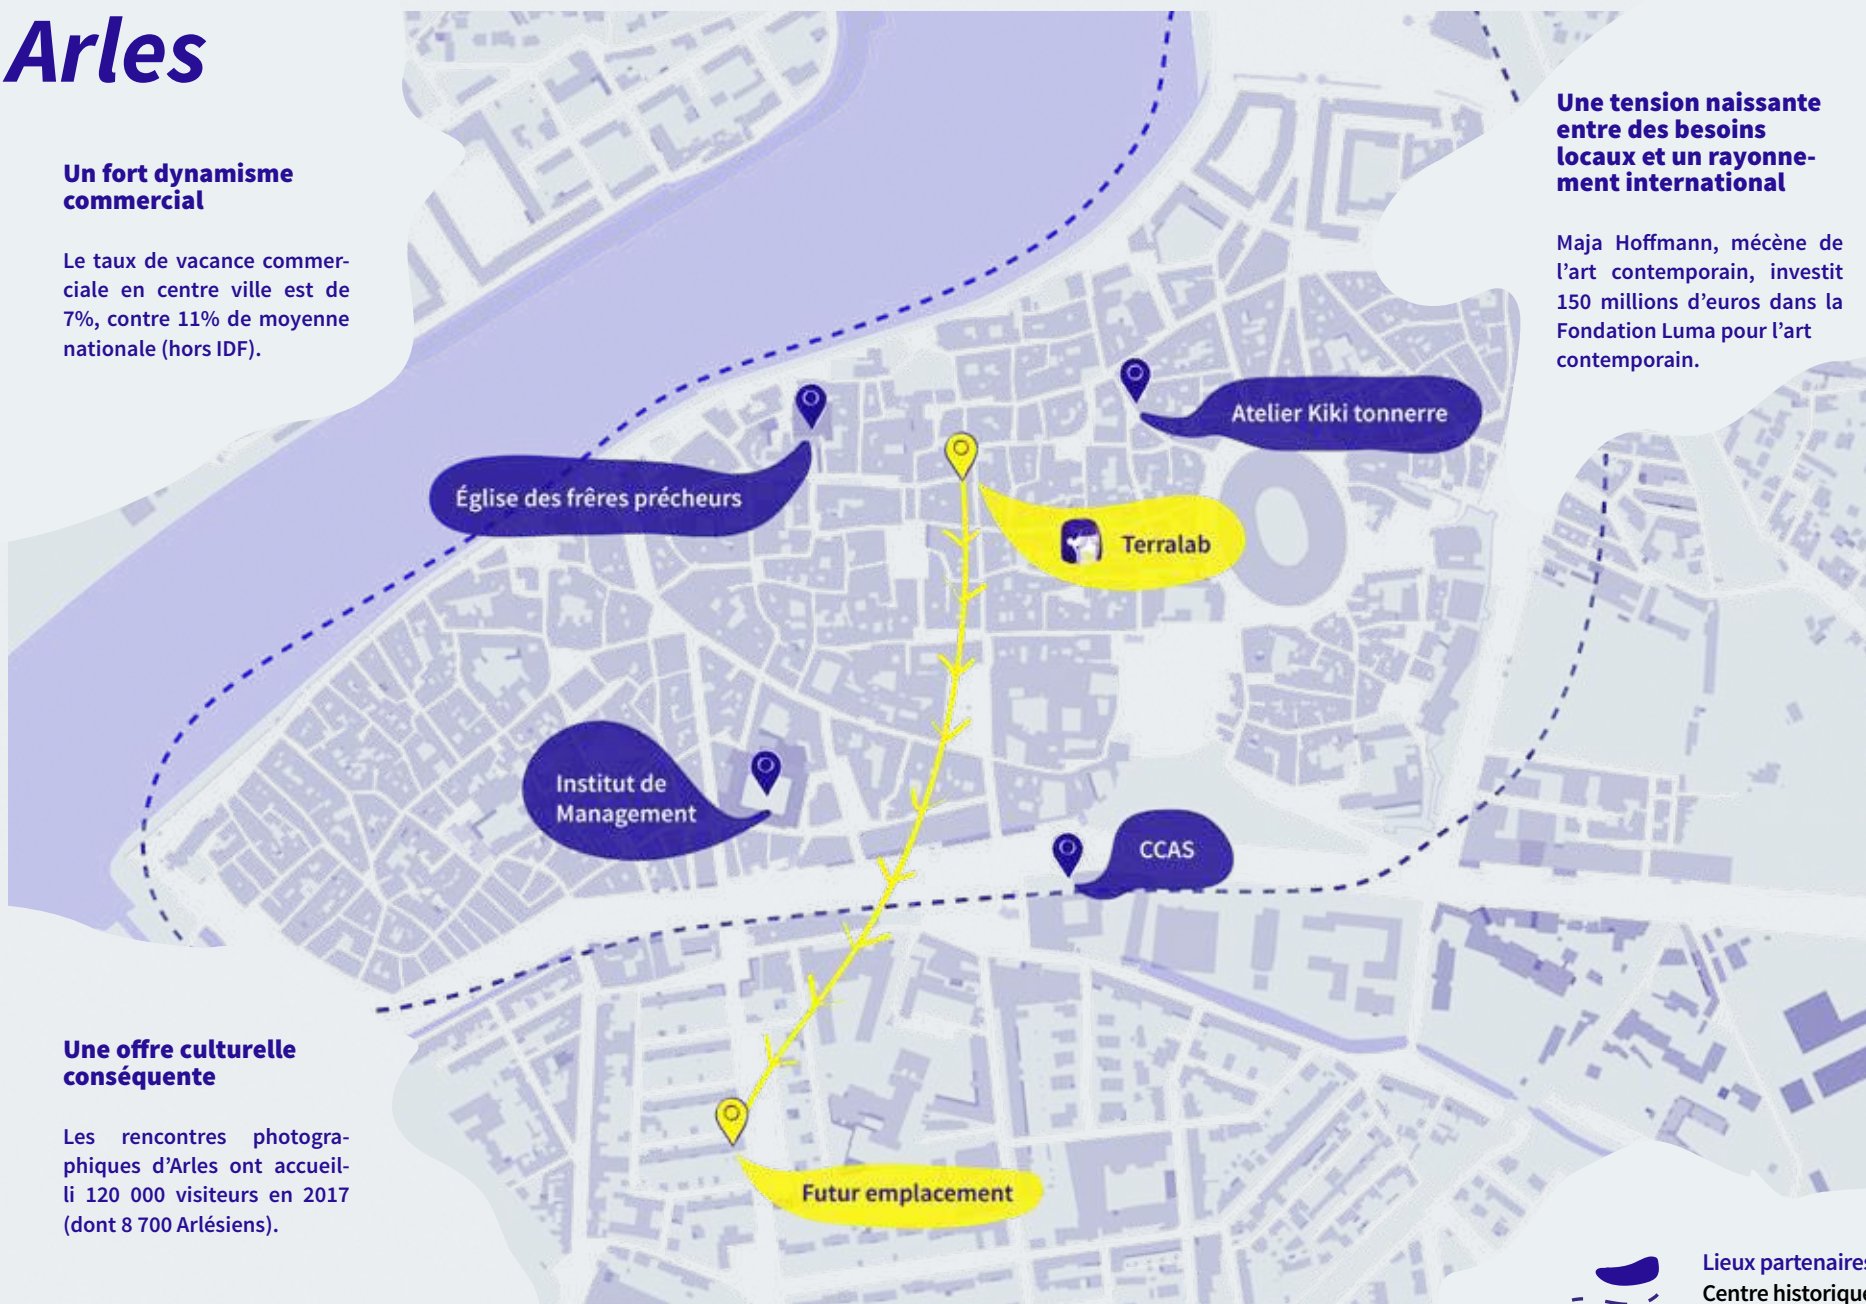 Arles
Un fort dynamisme
commercial
Le taux de vacance commer-
ciale en centre ville est de
7%, contre 11% de moyenne
nationale (hors IDF).
Une tension naissante
entre des besoins
locaux et un rayonne-
ment international
Maja Hoffmann, mécène de
l’art contemporain, investit
150 millions d’euros dans la
Fondation Luma pour l’art
contemporain.
Atelier Kiki tonnerre
Église des frêres précheurs
Terralab
Institut de
Management
CCAS
Une offre culturelle
conséquente
Les rencontres photogra-
phiques d’Arles ont accueil-
li 120 000 visiteurs en 2017
(dont 8 700 Arlésiens).
Futur emplacement
Lieux partenaires
Centre historique